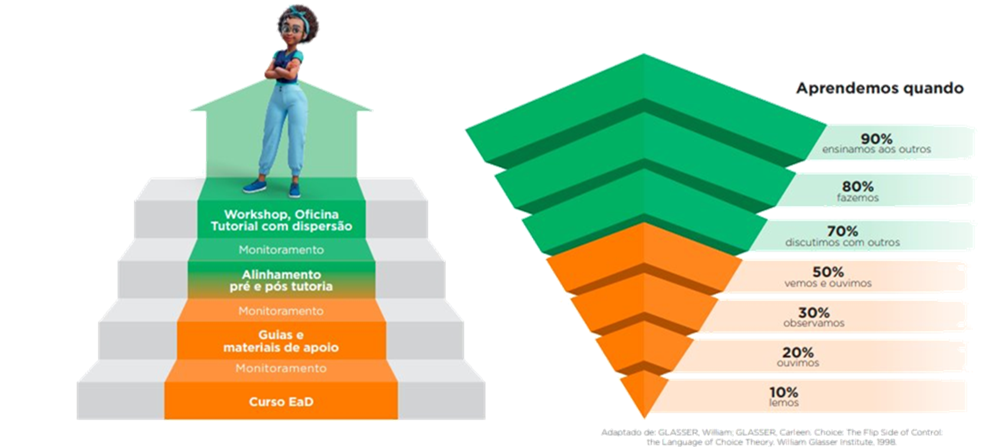 Workshop, Oficina
Tutorial com dispersão
Monitoramento
Alinhamento
pré e pós tutoria
Monitoramento
Guias e
materiais de apoio
Monitoramento
Curso EaD
Aprendemos quando
90%
ensinamos aos outros
80%
fazemos
70%
discutimos com outros
50%
vemos e ouvimos
30%
observamos
20%
ouvimos
10%
lemos
Adaptado de: GLASSER, William; GLASSER, Carleen. Choice: The Flip Side of Control:
the Language of Choice Theory. William Glasser Institute, 1998.